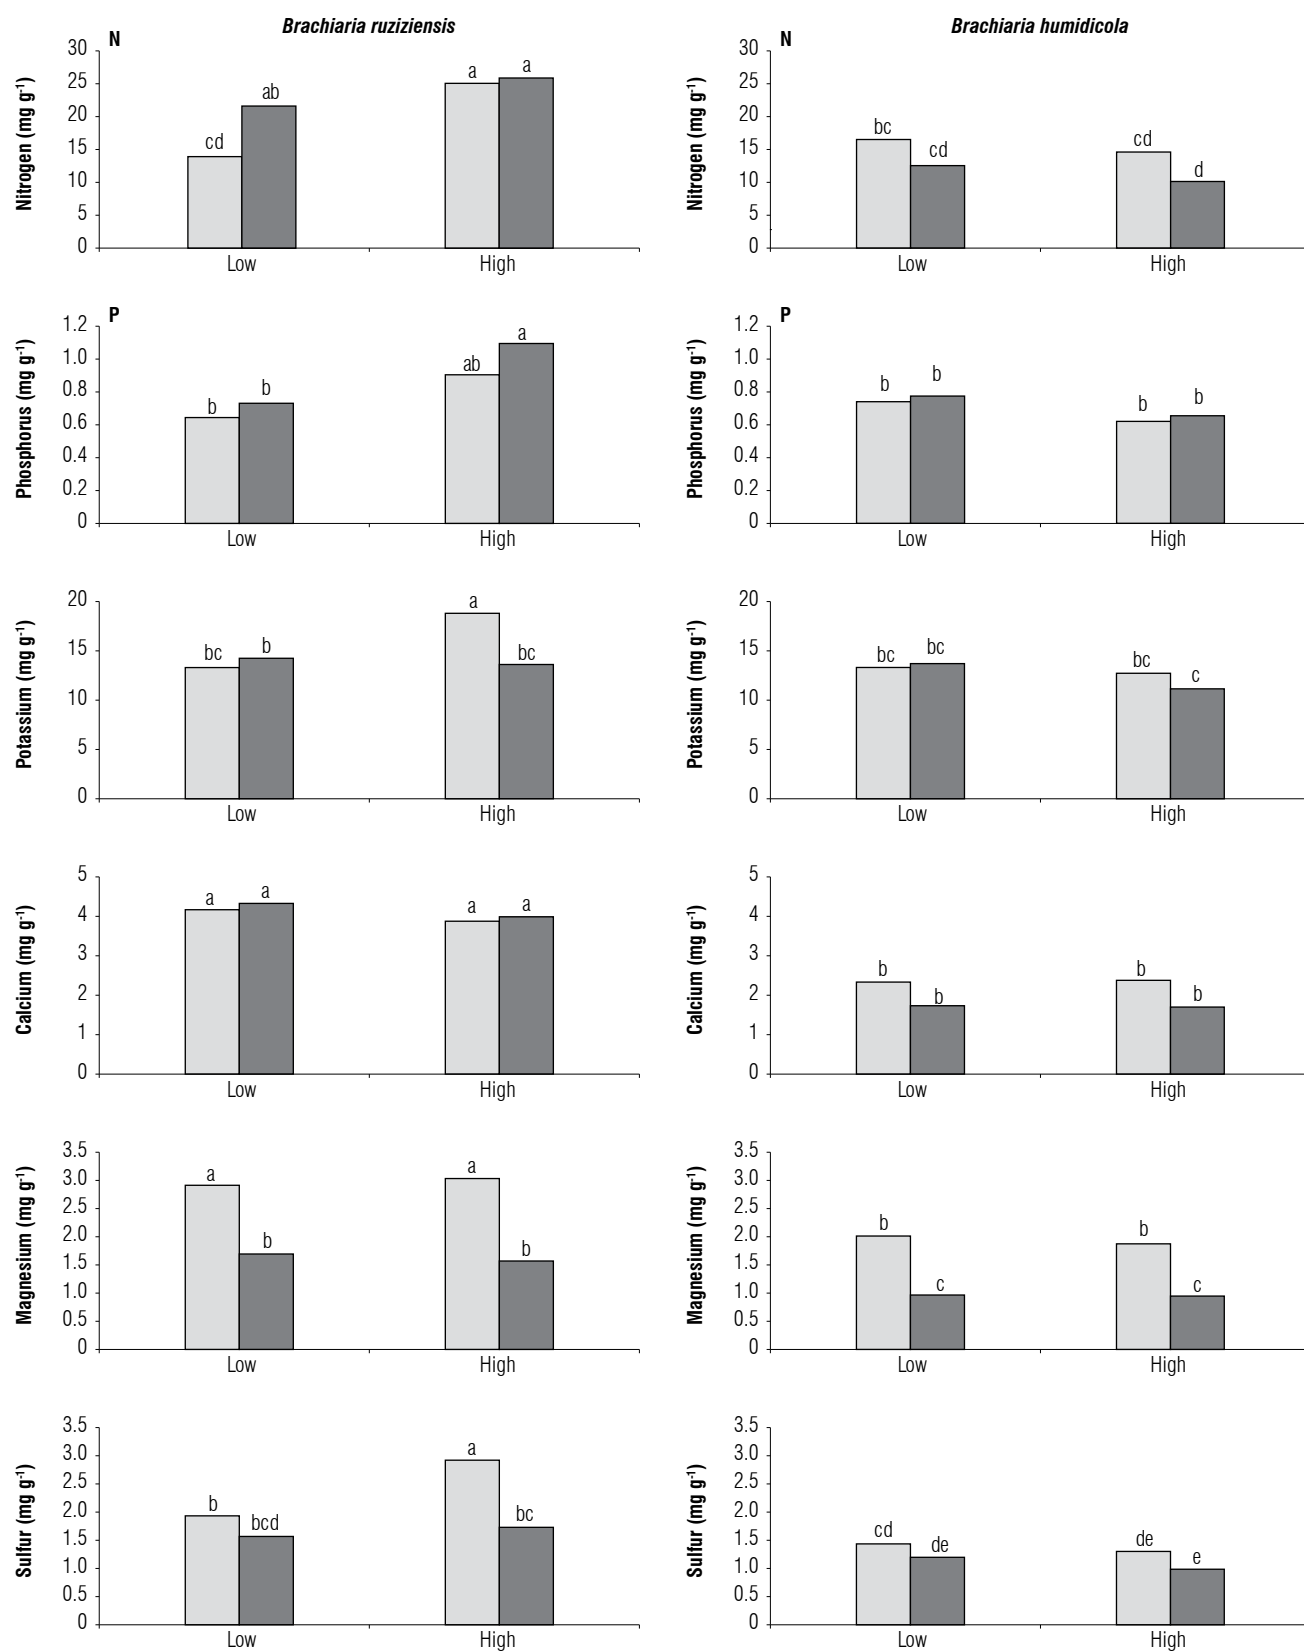 Brachiaria ruziziensis
Brachiaria humidicola
N
Nitrogen (mg g-1)
30
25
20
15
10
5
0
cd
ab
a
a
Low
High
N
Nitrogen (mg g-1)
30
25
20
15
10
5
0
bc
cd
cd
d
Low
High
P
Phosphorus (mg g-1)
1.2
1.0
0.8
0.6
0.4
0.2
0
b
b
ab
a
Low
High
P
Phosphorus (mg g-1)
1.2
1.0
0.8
0.6
0.4
0.2
0
b
b
b
b
Low
High
Potassium (mg g-1)
20
15
10
5
0
bc
b
a
bc
Low
High
Potassium (mg g-1)
20
15
10
5
0
bc
bc
bc
c
Low
High
Calcium (mg g-1)
5
4
3
2
1
0
a
a
a
a
Low
High
Calcium (mg g-1)
5
4
3
2
1
0
b
b
b
b
Low
High
Magnesium (mg g-1)
3.5
3.0
2.5
2.0
1.5
1.0
0.5
0
a
b
a
b
Low
High
Magnesium (mg g-1)
3.5
3.0
2.5
2.0
1.5
1.0
0.5
0
b
c
b
c
Low
High
Sulfur (mg g-1)
3.5
3.0
2.5
2.0
1.5
1.0
0.5
0
b
bcd
a
bc
Low
High
Sulfur (mg g-1)
3.5
3.0
2.5
2.0
1.5
1.0
0.5
0
cd
de
de
e
Low
High